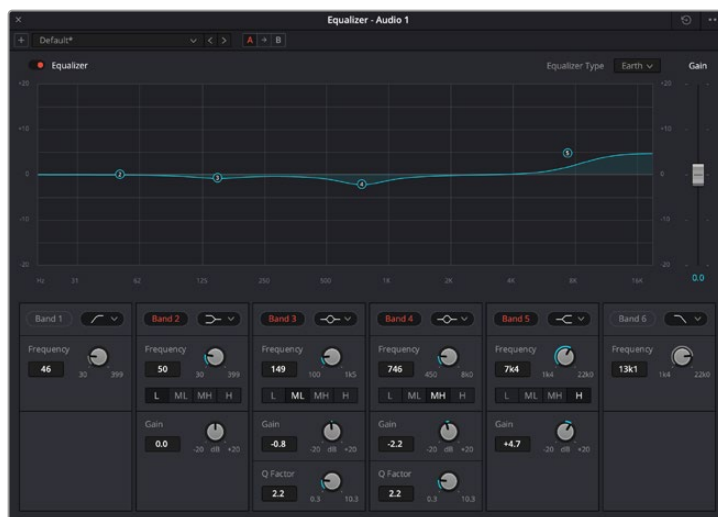 Equalizer - Audio 1
Default*
A B
Equalizer
Equalizer Type Earth Gain
+20 +20
+10 +10
0 0
-10 -10
-20 -20
Hz 31 62 125 250 500 1K 2K 4K 8K 16K
2 3 4 5
0.0
Band 1 Band 2 Band 3 Band 4 Band 5 Band 6
Frequency Frequency Frequency Frequency Frequency Frequency
46 30 399 50 30 399 149 100 1k5 746 450 8k0 7k4 1k4 22k0 13k1 1k4 22k0
L ML MH H L ML MH H L ML MH H L ML MH H
Gain Gain Gain Gain
0.0 -20 dB +20 -0.8 -20 dB +20 -2.2 -20 dB +20 +4.7 -20 dB +20
Q Factor Q Factor
2.2 0.3 10.3 2.2 0.3 10.3